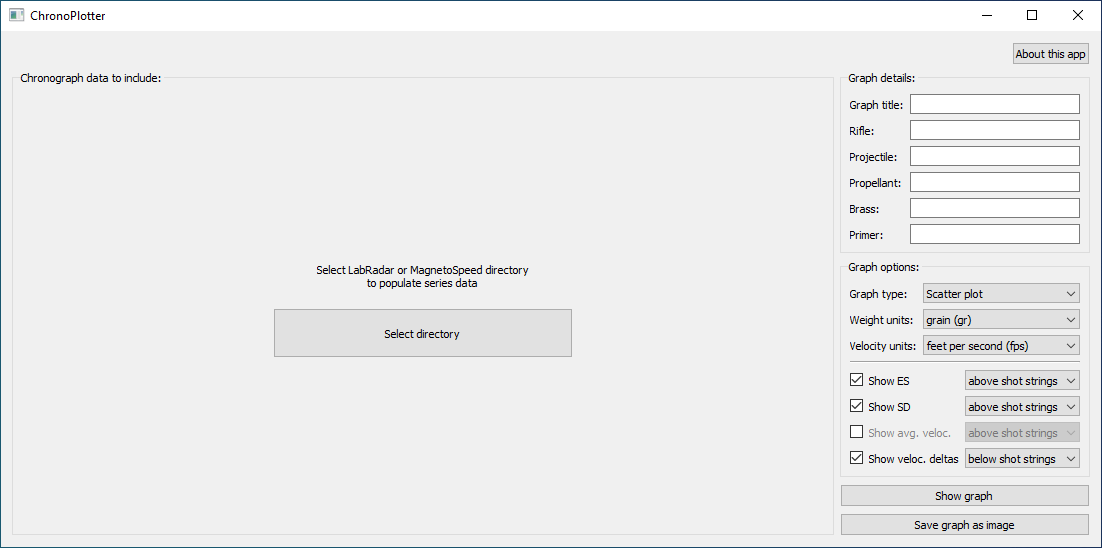 ChronoPlotter
About this app
Chronograph data to include:
Select LabRadar or MagnetoSpeed directory
to populate series data
Select directory
Graph details:
Graph title:
Rifle:
Projectile:
Propellant:
Brass:
Primer:
Graph options:
Graph type: Scatter plot
Weight units: grain (gr)
Velocity units: feet per second (fps)
Show ES above shot strings
Show SD above shot strings
Show avg. veloc. above shot strings
Show veloc. deltas below shot strings
Show graph
Save graph as image